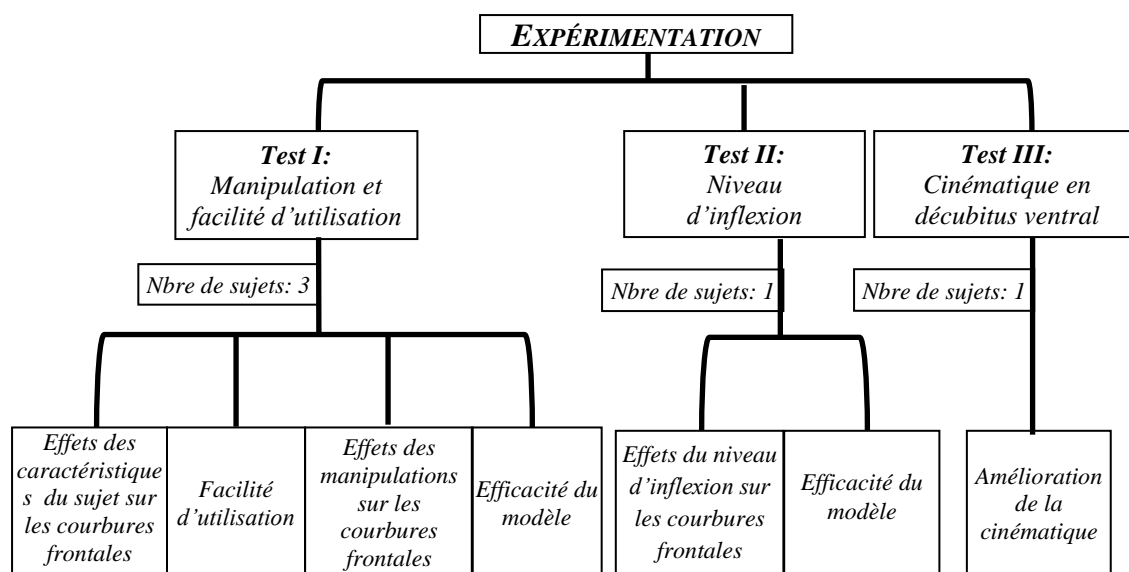 EXPÉRIMENTATION
Test I:
Manipulation et
facilité d’utilisation
Test II:
Niveau
d’inflexion
Test III:
Cinématique en
décubitus ventral
Nbre de sujets: 3
Nbre de sujets: 1
Nbre de sujets: 1
Effets des
caractéristique
s du sujet sur
les courbures
frontales
Facilité
d’utilisation
Effets des
manipulations
sur les
courbures
frontales
Efficacité du
modèle
Effets du niveau
d’inflexion sur
les courbures
frontales
Efficacité du
modèle
Amélioration
de la
cinématique